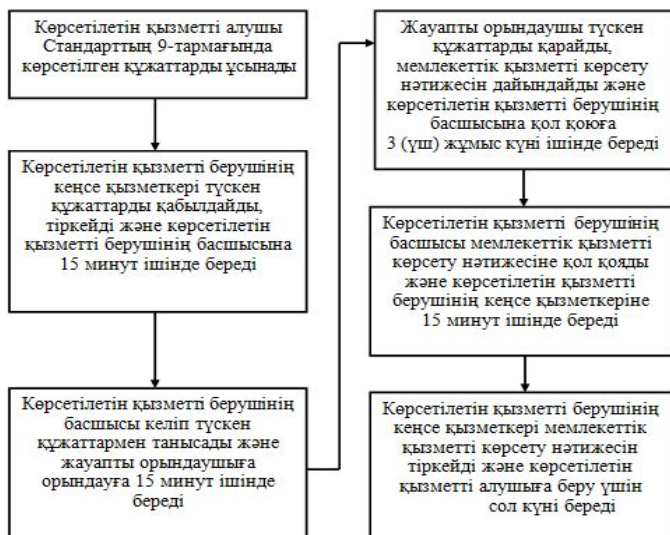 Көрсетілетін қызметті алушы
Стандарттың 9-тармағында
көрсетілген құжаттарды ұсынады
Көрсетілетін қызметті берушінің
кеңсе қызметкері түскен
құжаттарды қабылдайды,
тіркейді және көрсетілетін
қызметті берушінің басшысына
15 минут ішінде береді
Көрсетілетін қызметті берушінің
басшысы келіп түскен
құжаттармен танысады және
жауапты орындаушыға
орындауға 15 минут ішінде
береді
Жауапты орындаушы түскен
құжаттарды қарайды,
мемлекеттік қызметті көрсету
нәтижесін дайындайды және
көрсетілетін қызметті берушінің
басшысына қол қоюға
3 (үш) жұмыс күні ішінде береді
Көрсетілетін қызметті берушінің
басшысы мемлекеттік қызметті
көрсету нәтижесіне қол қояды
және көрсетілетін қызметті
берушінің кеңсе қызметкеріне
15 минут ішінде береді
Көрсетілетін қызметті берушінің
кеңсе қызметкері мемлекеттік
қызметті көрсету нәтижесін
тіркейді және көрсетілетін
қызметті алушыға беру үшін
сол күні береді